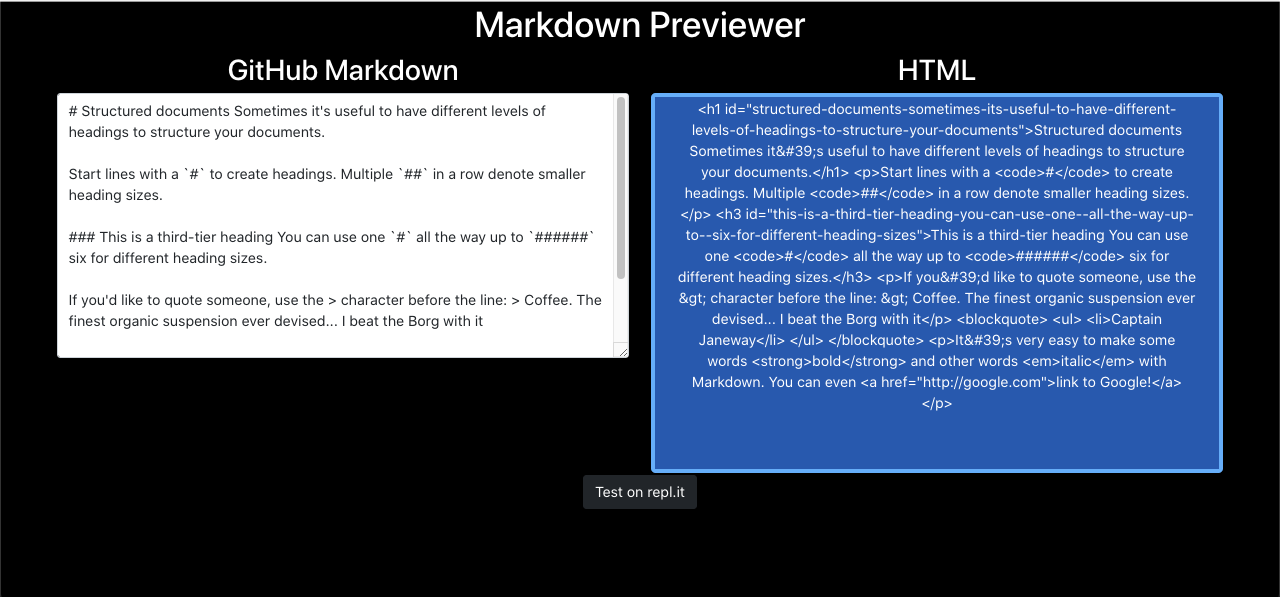 Markdown Previewer
GitHub Markdown
# Structured documents Sometimes it's useful to have different levels of
headings to structure your documents.
Start lines with a `#` to create headings. Multiple `##` in a row denote smaller
heading sizes.
### This is a third-tier heading You can use one `#` all the way up to `######`
six for different heading sizes.
If you'd like to quote someone, use the > character before the line: > Coffee. The
finest organic suspension ever devised... I beat the Borg with it
HTML
<h1 id="structured-documents-sometimes-its-useful-to-have-different-
levels-of-headings-to-structure-your-documents">Structured documents
Sometimes it&#39;s useful to have different levels of headings to structure
your documents.</h1> <p>Start lines with a <code>#</code> to create
headings. Multiple <code>##</code> in a row denote smaller heading sizes.
</p> <h3 id="this-is-a-third-tier-heading-you-can-use-one--all-the-way-up-
to--six-for-different-heading-sizes">This is a third-tier heading You can use
one <code>#</code> all the way up to <code>######</code> six for
different heading sizes.</h3> <p>If you&#39;d like to quote someone, use the
&gt; character before the line: &gt; Coffee. The finest organic suspension ever
devised... I beat the Borg with it</p> <blockquote> <ul> <li>Captain
Janeway</li> </ul> </blockquote> <p>It&#39;s very easy to make some
words <strong>bold</strong> and other words <em>italic</em> with
Markdown. You can even <a href="http://google.com">link to Google!</a>
</p>
Test on repl.it